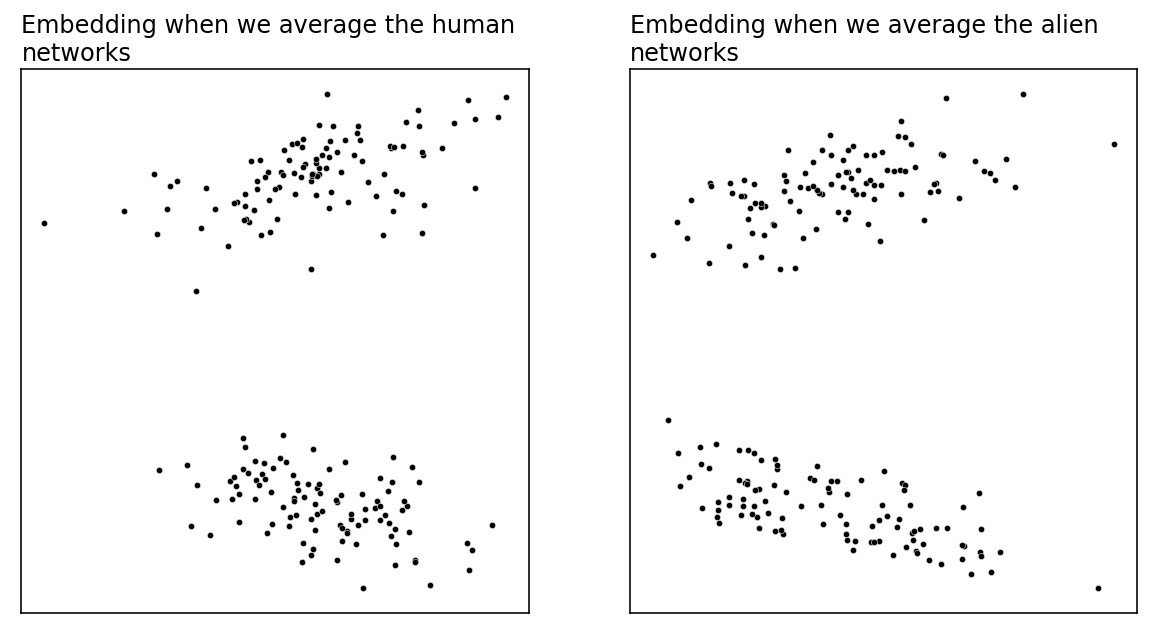 Embedding when we average the human
networks
Embedding when we average the alien
networks